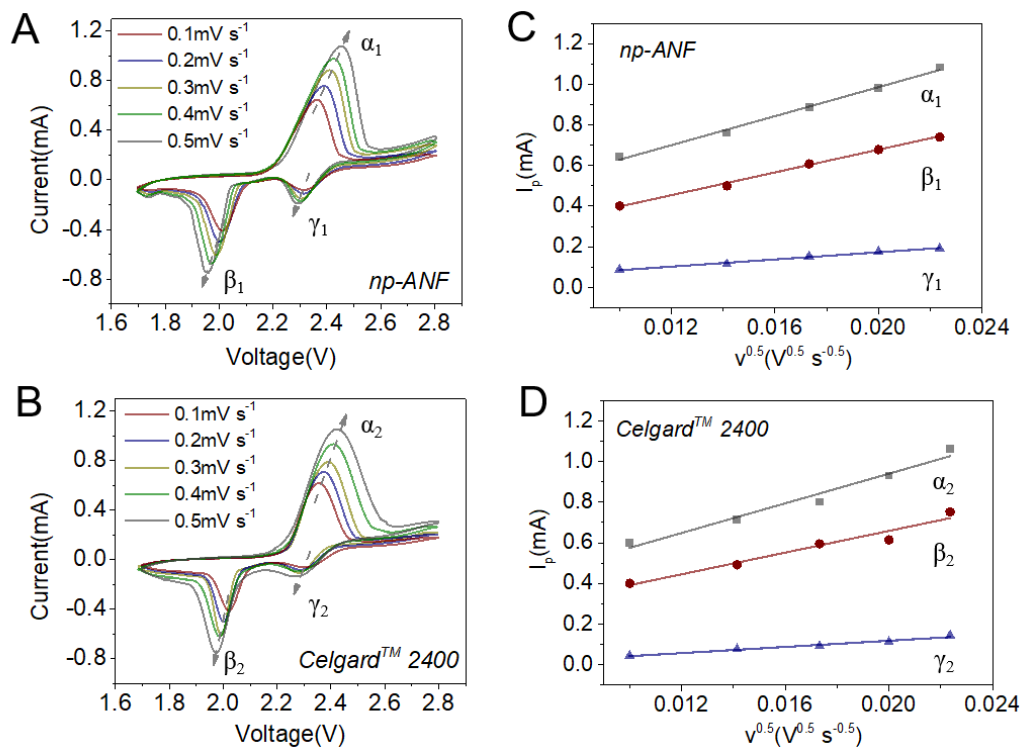 A
0.1mV s⁻¹
0.2mV s⁻¹
0.3mV s⁻¹
0.4mV s⁻¹
0.5mV s⁻¹
α₁
β₁
γ₁
np-ANF
1.2
0.8
0.4
0.0
-0.4
-0.8
Current(mA)
1.6 1.8 2.0 2.2 2.4 2.6 2.8
Voltage(V)
C
np-ANF
α₁
β₁
γ₁
1.2
1.0
0.8
0.6
0.4
0.2
0.0
Iₚ(mA)
0.012 0.016 0.020 0.024
v⁰·⁵(V⁰·⁵ s⁻⁰·⁵)
B
0.1mV s⁻¹
0.2mV s⁻¹
0.3mV s⁻¹
0.4mV s⁻¹
0.5mV s⁻¹
α₂
γ₂
β₂
Celgardᵀᴹ 2400
1.2
0.8
0.4
0.0
-0.4
-0.8
Current(mA)
1.6 1.8 2.0 2.2 2.4 2.6 2.8
Voltage(V)
D
Celgardᵀᴹ 2400
α₂
β₂
γ₂
1.2
1.0
0.8
0.6
0.4
0.2
0.0
Iₚ(mA)
0.012 0.016 0.020 0.024
v⁰·⁵(V⁰·⁵ s⁻⁰·⁵)